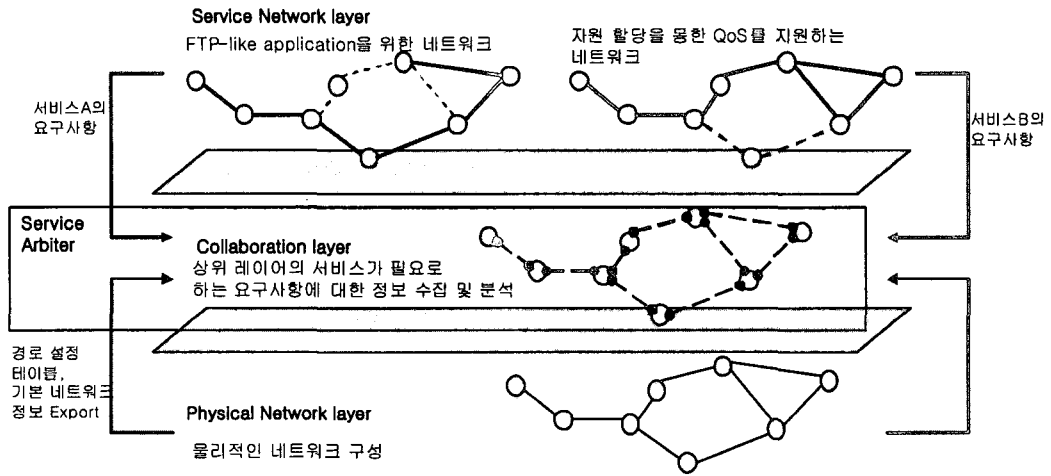 Service Network layer
FTP-like application을 위한 네트워크
자원 할당을 통한 QoS를 지원하는
네트워크
서비스A의
요구사항
서비스B의
요구사항
Service
Arbiter
Collaboration layer
상위 레이어의 서비스가 필요로
하는 요구사항에 대한 정보 수집 및 분석
경로 설정
테이블,
기본 네트워크
정보 Export
Physical Network layer
물리적인 네트워크 구성